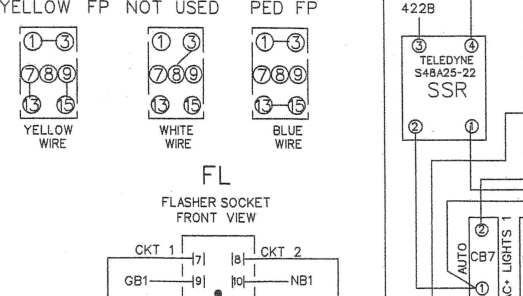 YELLOW FP NOT USED PED FP
1 3
7 8 9
13 15
YELLOW
WIRE
1 3
7 8 9
13 15
WHITE
WIRE
1 3
7 8 9
13 15
BLUE
WIRE
FL
FLASHER SOCKET
FRONT VIEW
CKT 1 7 8 CKT 2
GB1 9 10 NB1
422B
3 4
TELEDYNE
S48A25-22
SSR
2 1
AUTO
2
CB7
1
AC+ LIGHTS 1